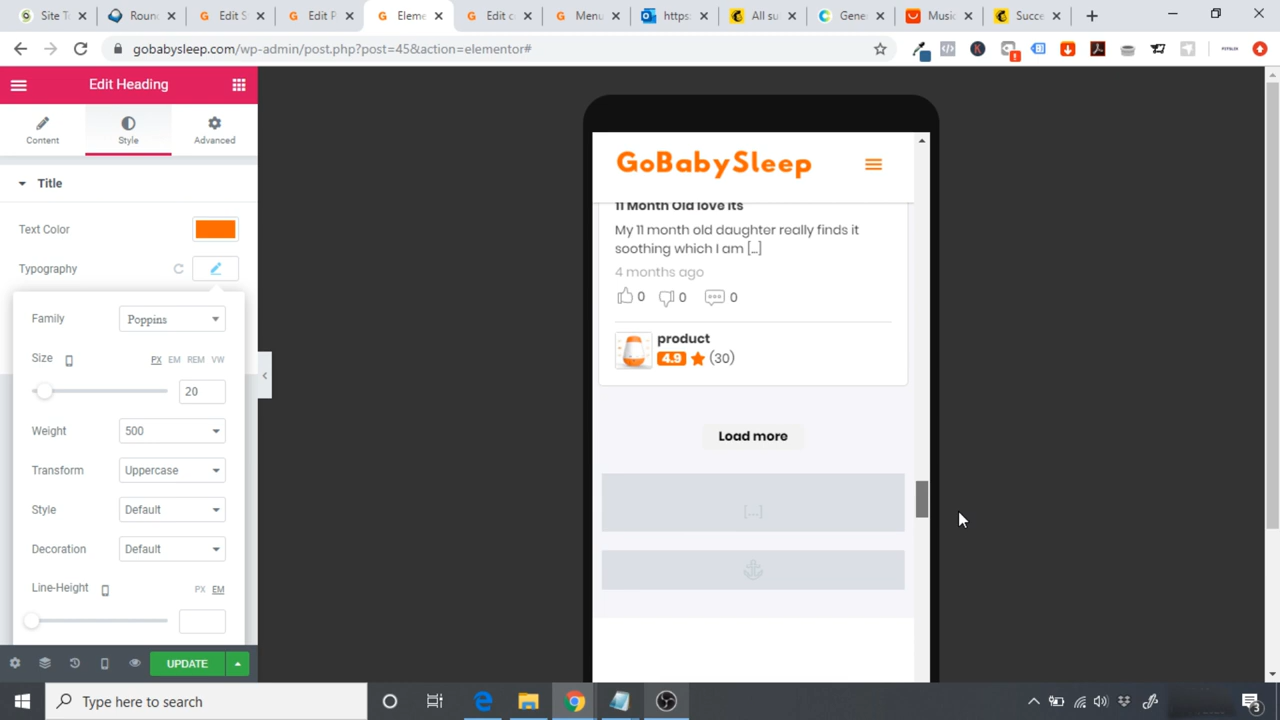 Site T
Roun
Edit S
Edit P
Eleme
Edit c
Menu
https:
All su
Gene
Music
Succe
gobabysleep.com/wp-admin/post.php?post=45&action=elementor#
Edit Heading
Content
Style
Advanced
Title
Text Color
Typography
Family
Poppins
Size
PX EM REM VW
20
Weight
500
Transform
Uppercase
Style
Default
Decoration
Default
Line-Height
PX EM
UPDATE
GoBabySleep
11 Month Old love its
My 11 month old daughter really finds it
soothing which I am [...]
4 months ago
0 0 0
product
4.9 (30)
Load more
[...]
Type here to search
3